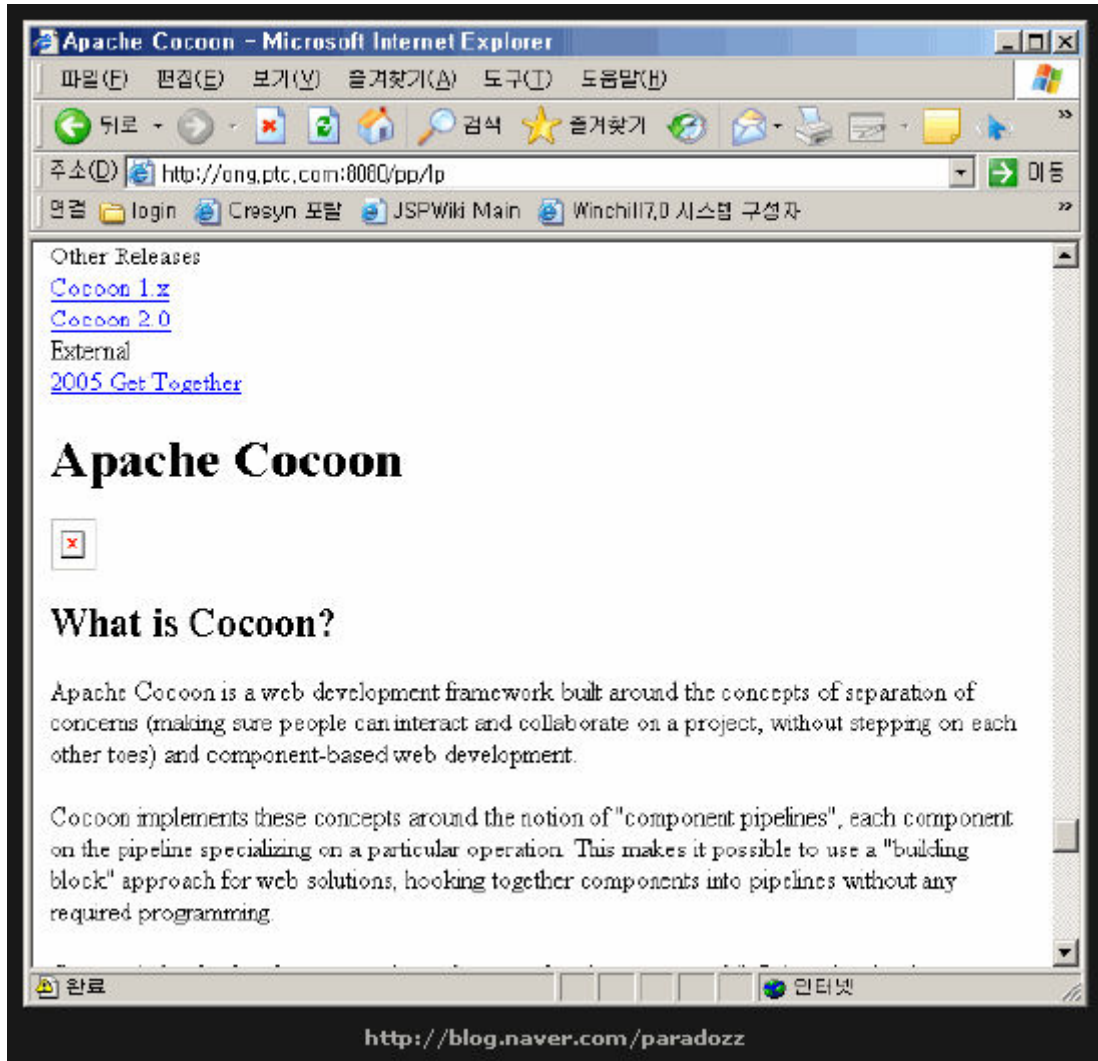 Apache Cocoon - Microsoft Internet Explorer
파일(F) 편집(E) 보기(V) 즐겨찾기(A) 도구(T) 도움말(H)
뒤로 검색 즐겨찾기 »
주소(D) http://ong.ptc.com:8080/pp/lp 이동
연결 login Cresyn 포탈 JSPWiki Main Winchill7.0 시스템 구성자 »
Other Releases
Cocoon 1.x
Cocoon 2.0
External
2005 Get Together
Apache Cocoon
What is Cocoon?
Apache Cocoon is a web development framework built around the concepts of separation of
concerns (making sure people can interact and collaborate on a project, without stepping on each
other toes) and component-based web development.
Cocoon implements these concepts around the notion of "component pipelines", each component
on the pipeline specializing on a particular operation. This makes it possible to use a "building
block" approach for web solutions, hooking together components into pipelines without any
required programming.
완료 인터넷
http://blog.naver.com/paradozz